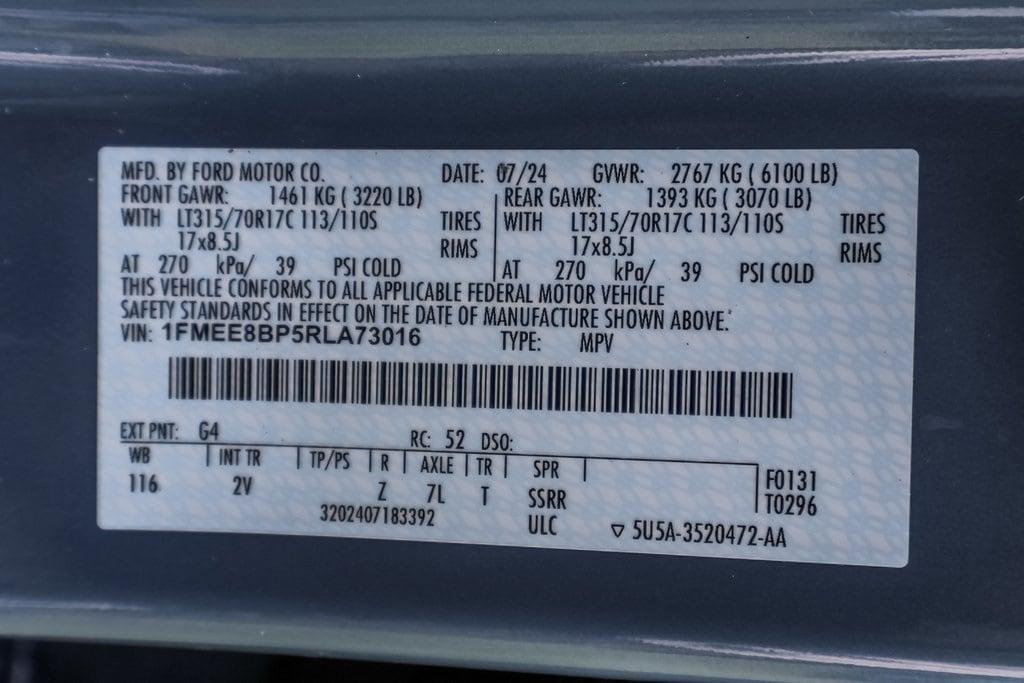 MFD. BY FORD MOTOR CO. DATE: 07/24 GVWR: 2767 KG ( 6100 LB)
FRONT GAWR: 1461 KG ( 3220 LB) REAR GAWR: 1393 KG ( 3070 LB)
WITH LT315/70R17C 113/110S TIRES WITH LT315/70R17C 113/110S TIRES
17x8.5J RIMS 17x8.5J RIMS
AT 270 kPa/ 39 PSI COLD AT 270 kPa/ 39 PSI COLD
THIS VEHICLE CONFORMS TO ALL APPLICABLE FEDERAL MOTOR VEHICLE
SAFETY STANDARDS IN EFFECT ON THE DATE OF MANUFACTURE SHOWN ABOVE.
VIN: 1FMEE8BP5RLA73016 TYPE: MPV
EXT PNT: G4 RC: 52 DSO:
WB INT TR TP/PS R AXLE TR SPR F0131
116 2V Z 7L T SSRR T0296
3202407183392 ULC ▽ 5U5A-3520472-AA